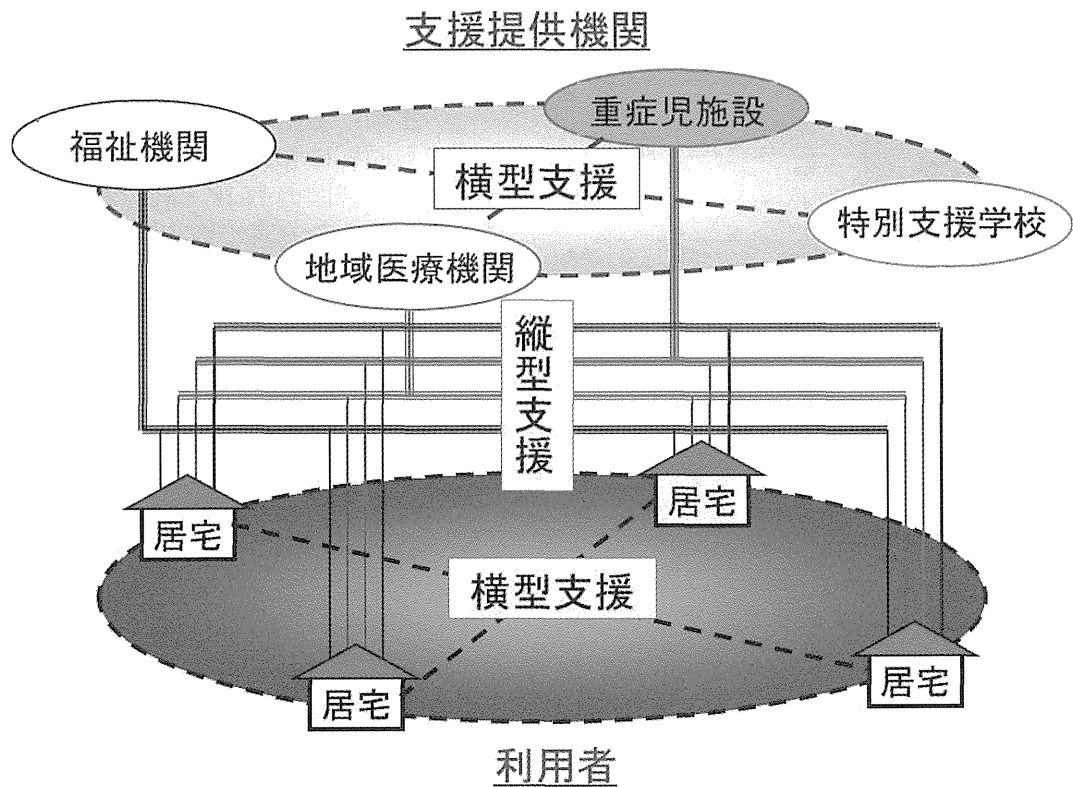 支援提供機関
重症児施設
福祉機関
横型支援
特別支援学校
地域医療機関
縦型支援
居宅
居宅
横型支援
居宅
居宅
利用者